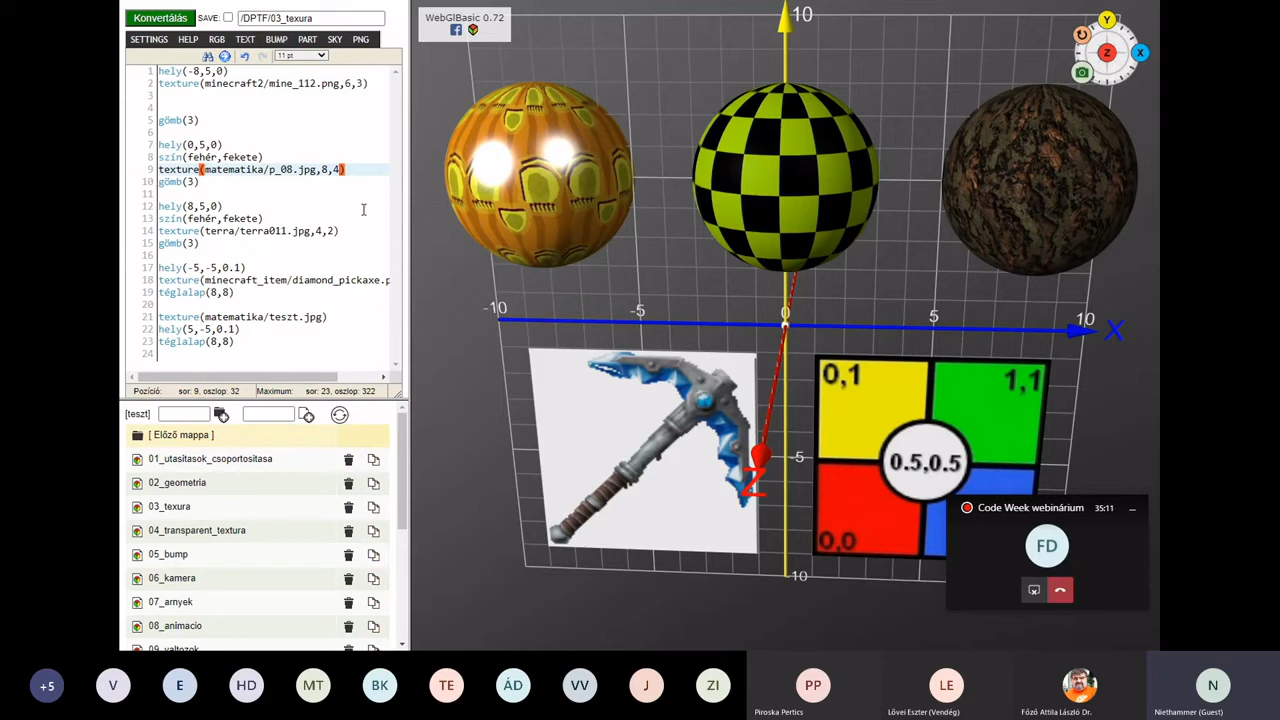 Konvertálás SAVE: /DPTF/03_texura
SETTINGS HELP RGB TEXT BUMP PART SKY PNG
11 pt
1 hely(-8,5,0)
2 texture(minecraft2/mine_112.png,6,3)
3
4
5 gömb(3)
6
7 hely(0,5,0)
8 szín(fehér,fekete)
9 texture(matematika/p_08.jpg,8,4)
10 gömb(3)
11
12 hely(8,5,0)
13 szín(fehér,fekete)
14 texture(terra/terra011.jpg,4,2)
15 gömb(3)
16
17 hely(-5,-5,0.1)
18 texture(minecraft_item/diamond_pickaxe.p
19 téglalap(8,8)
20
21 texture(matematika/teszt.jpg)
22 hely(5,-5,0.1)
23 téglalap(8,8)
24
Pozíció: sor: 9, oszlop: 32 Maximum: sor: 23, oszlop: 322
[teszt]
[ Előző mappa ]
01_utasitasok_csoportositasa
02_geometria
03_texura
04_transparent_textura
05_bump
06_kamera
07_arnyek
08_animacio
09_valtozok
WebGlBasic 0.72
10
Y
X
Z
-10 -5 0 5 10
X
Z
-5
-10
0,1 1,1
0.5,0.5
0,0
Code Week webinárium 35:11
FD
+5 V E HD MT BK TE ÁD VV J ZI PP LE N
Piroska Pertics Lővei Eszter (Vendég) Főző Attila László Dr. Niethammer (Guest)